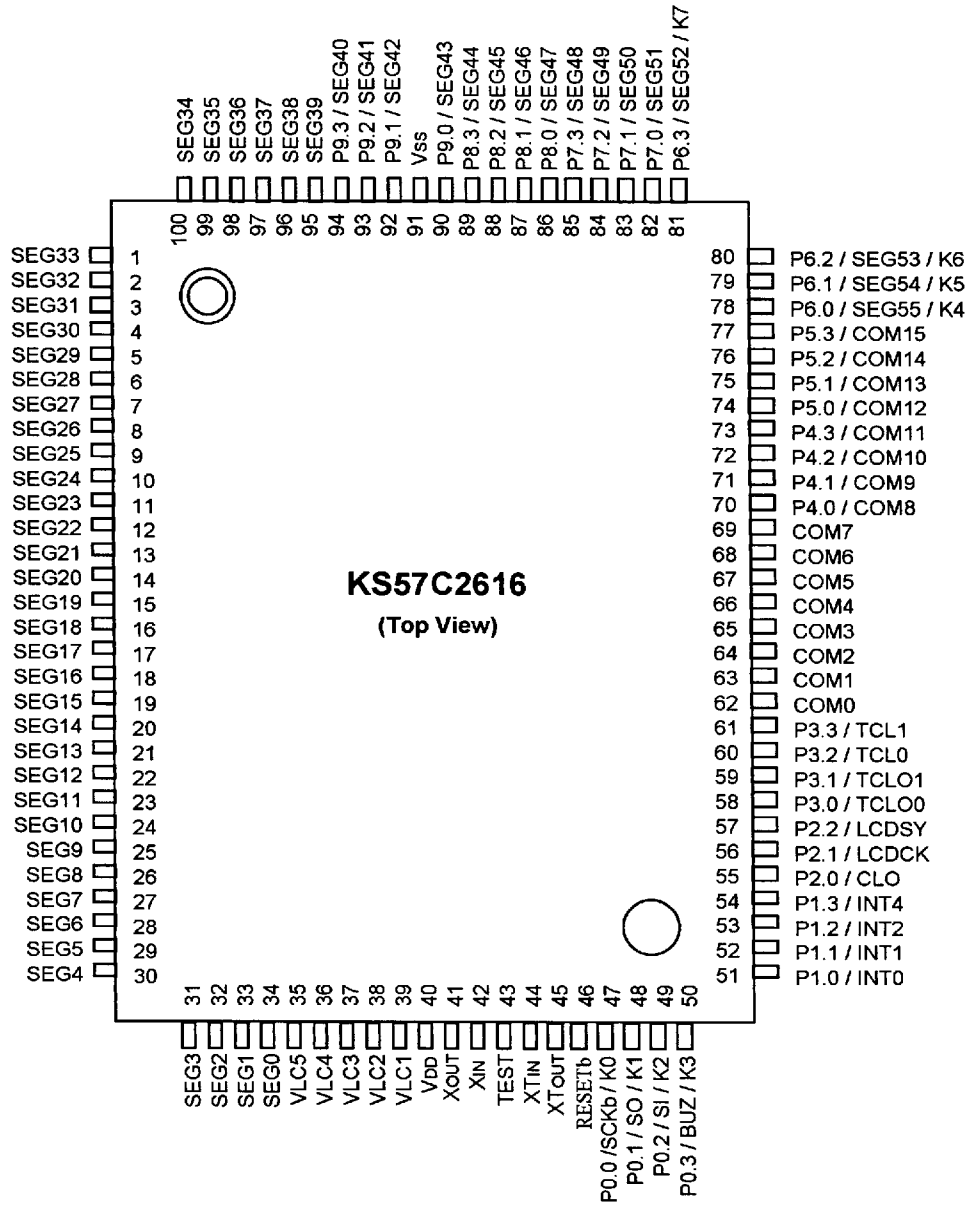 SEG34
SEG35
SEG36
SEG37
SEG38
SEG39
P9.3 / SEG40
P9.2 / SEG41
P9.1 / SEG42
Vss
P9.0 / SEG43
P8.3 / SEG44
P8.2 / SEG45
P8.1 / SEG46
P8.0 / SEG47
P7.3 / SEG48
P7.2 / SEG49
P7.1 / SEG50
P7.0 / SEG51
P6.3 / SEG52 / K7
100 99 98 97 96 95 94 93 92 91 90 89 88 87 86 85 84 83 82 81
SEG33 1
SEG32 2
SEG31 3
SEG30 4
SEG29 5
SEG28 6
SEG27 7
SEG26 8
SEG25 9
SEG24 10
SEG23 11
SEG22 12
SEG21 13
SEG20 14
SEG19 15
SEG18 16
SEG17 17
SEG16 18
SEG15 19
SEG14 20
SEG13 21
SEG12 22
SEG11 23
SEG10 24
SEG9 25
SEG8 26
SEG7 27
SEG6 28
SEG5 29
SEG4 30
KS57C2616
(Top View)
80 P6.2 / SEG53 / K6
79 P6.1 / SEG54 / K5
78 P6.0 / SEG55 / K4
77 P5.3 / COM15
76 P5.2 / COM14
75 P5.1 / COM13
74 P5.0 / COM12
73 P4.3 / COM11
72 P4.2 / COM10
71 P4.1 / COM9
70 P4.0 / COM8
69 COM7
68 COM6
67 COM5
66 COM4
65 COM3
64 COM2
63 COM1
62 COM0
61 P3.3 / TCL1
60 P3.2 / TCL0
59 P3.1 / TCLO1
58 P3.0 / TCLO0
57 P2.2 / LCDSY
56 P2.1 / LCDCK
55 P2.0 / CLO
54 P1.3 / INT4
53 P1.2 / INT2
52 P1.1 / INT1
51 P1.0 / INT0
31 32 33 34 35 36 37 38 39 40 41 42 43 44 45 46 47 48 49 50
SEG3
SEG2
SEG1
SEG0
VLC5
VLC4
VLC3
VLC2
VLC1
VDD
XOUT
XIN
TEST
XTIN
XTOUT
RESETb
P0.0 /SCKb / K0
P0.1 / SO / K1
P0.2 / SI / K2
P0.3 / BUZ / K3